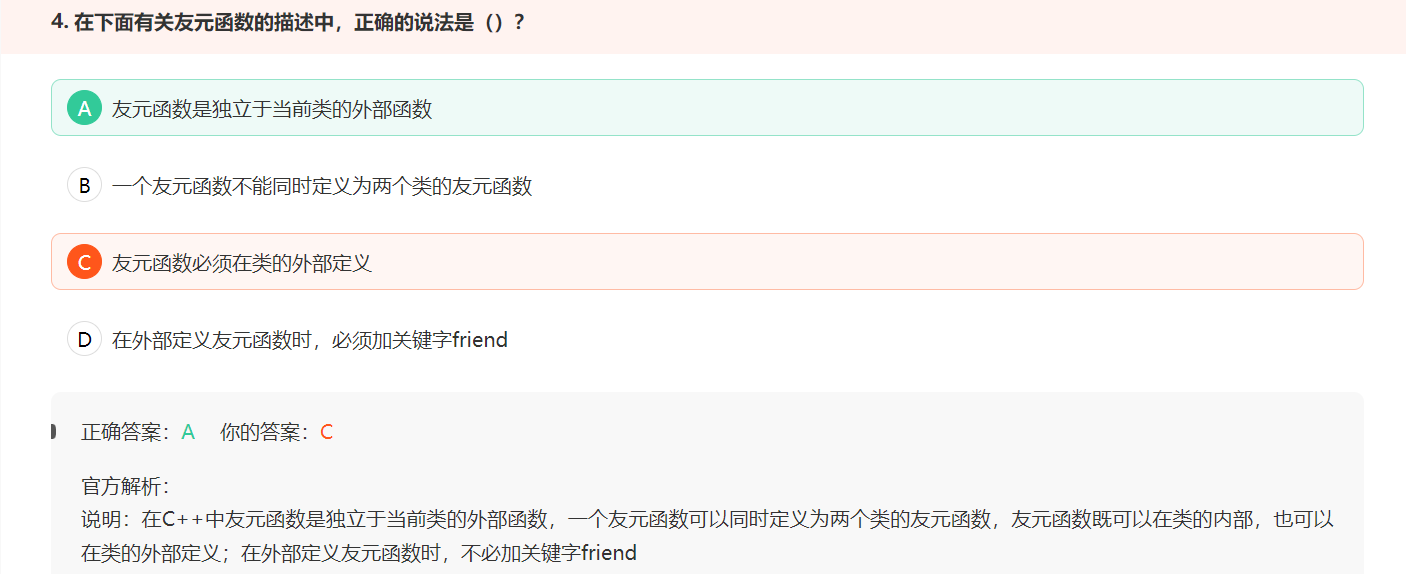 4. 在下面有关友元函数的描述中，正确的说法是（）？
A 友元函数是独立于当前类的外部函数
B 一个友元函数不能同时定义为两个类的友元函数
C 友元函数必须在类的外部定义
D 在外部定义友元函数时，必须加关键字friend
正确答案：A 你的答案：C
官方解析：
说明：在C++中友元函数是独立于当前类的外部函数，一个友元函数可以同时定义为两个类的友元函数，友元函数既可以在类的内部，也可以
在类的外部定义；在外部定义友元函数时，不必加关键字friend